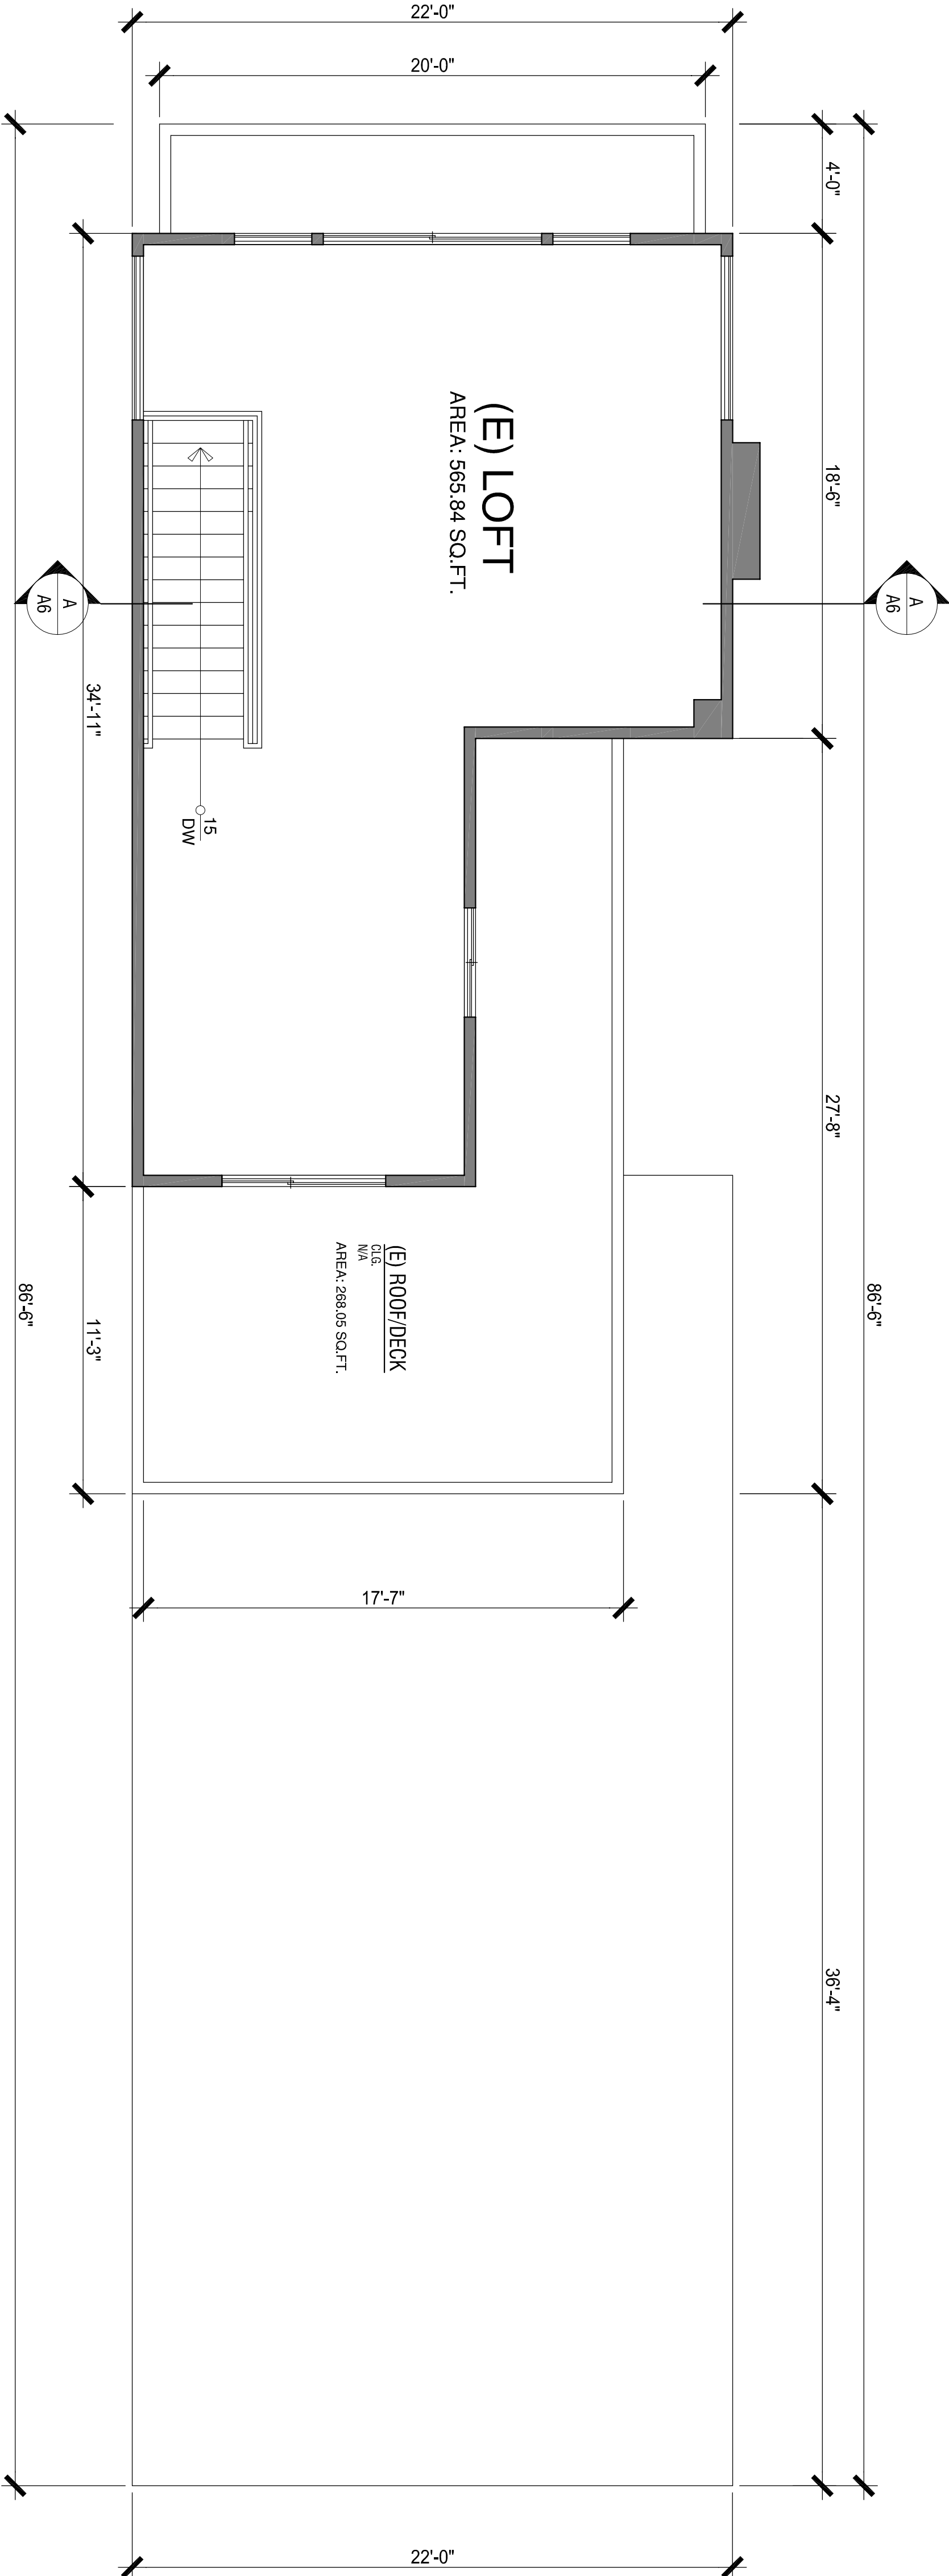 22'-0"
20'-0"
4'-0"
18'-6"
27'-8"
36'-4"
86'-6"
(E) LOFT
AREA: 565.84 SQ.FT.
A
A6
A
A6
15
DW
34'-11"
11'-3"
86'-6"
(E) ROOF/DECK
CLG.
N/A
AREA: 268.05 SQ.FT.
17'-7"
22'-0"